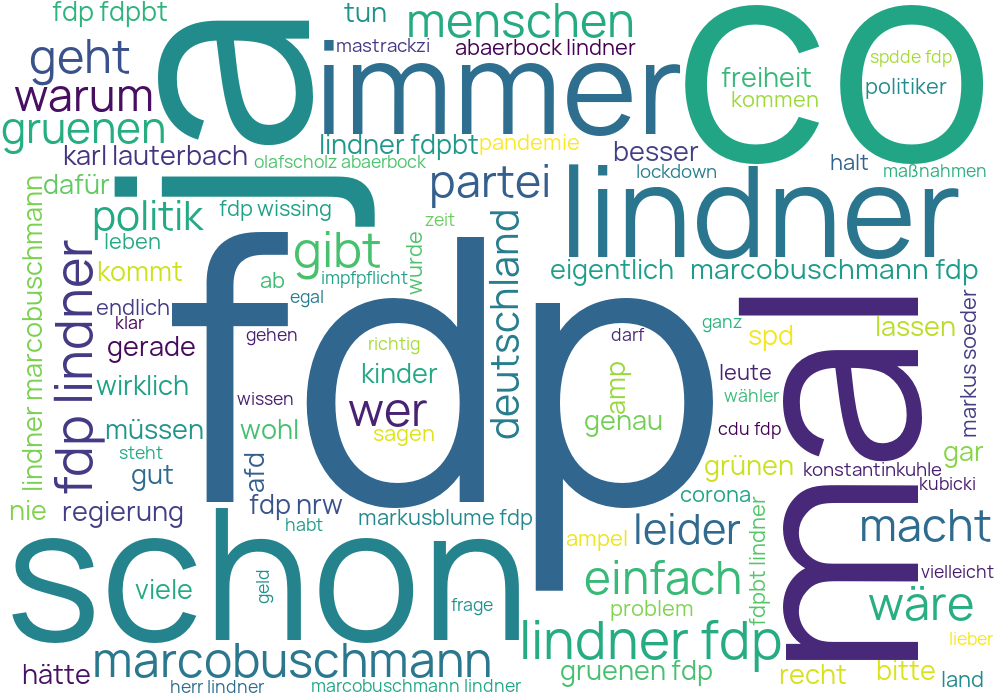 fdp fdpbt
tun
menschen
co
geht
ja
immer
mastrackzi
abaerbock lindner
spdde fdp
warum
freiheit
politiker
kommen
gruenen
lindner fdpbt
pandemie
karl lauterbach
olafscholz abaerbock
besser
lockdown
halt
maßnahmen
dafür
partei
lindner
politik
fdp wissing
zeit
leben
gibt
wurde
deutschland
lindner marcobuschmann
fdp lindner
kommt
ab
impfpflicht
eigentlich
marcobuschmann fdp
endlich
egal
fdp
mal
markus soeder
klar
gehen
darf
ganz
spd
lassen
gerade
richtig
wirklich
kinder
amp
leute
wissen
wer
genau
wähler
müssen
wohl
sagen
cdu fdp
steht
gut
afd
grünen
konstantinkuhle
gar
kubicki
nie
regierung
fdp nrw
habt
markusblume fdp
corona
leider
macht
schon
ampel
fdpbt lindner
viele
geld
frage
einfach
problem
vielleicht
wäre
lindner fdp
lieber
hätte
marcobuschmann
herr lindner
marcobuschmann lindner
gruenen fdp
recht
bitte
land